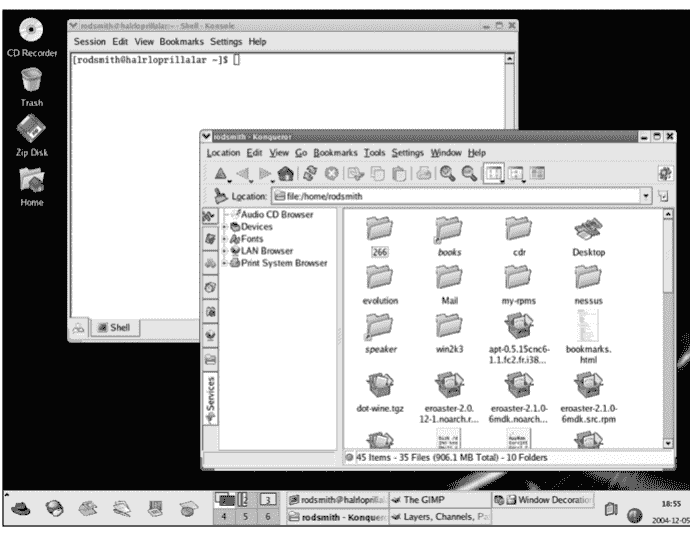 rodsmith@halrloprillalar:~ - Shell - Konsole
Session Edit View Bookmarks Settings Help
[rodsmith@halrloprillalar ~]$
CD Recorder
Trash
Zip Disk
Home
Shell
rodsmith - Konqueror
Location Edit View Go Bookmarks Tools Settings Window Help
Location: file:/home/rodsmith
Audio CD Browser
Devices
Fonts
LAN Browser
Print System Browser
Services
266 books cdr Desktop
evolution Mail my-rpms nessus
speaker win2k3 apt-0.5.15cnc6- bookmarks.
1.1.fc2.fr.i38... html
dot-wine.tgz eroaster-2.0. eroaster-2.1.0- eroaster-2.1.0-
12-1.noarch.r... 6mdk.noarch... 6mdk.src.rpm
45 Items - 35 Files (906.1 MB Total) - 10 Folders
2 3
4 5 6
rodsmith@halrloprilla The GIMP Window Decoration
rodsmith - Konquero Layers, Channels, Pa
18:55
2004-12-05